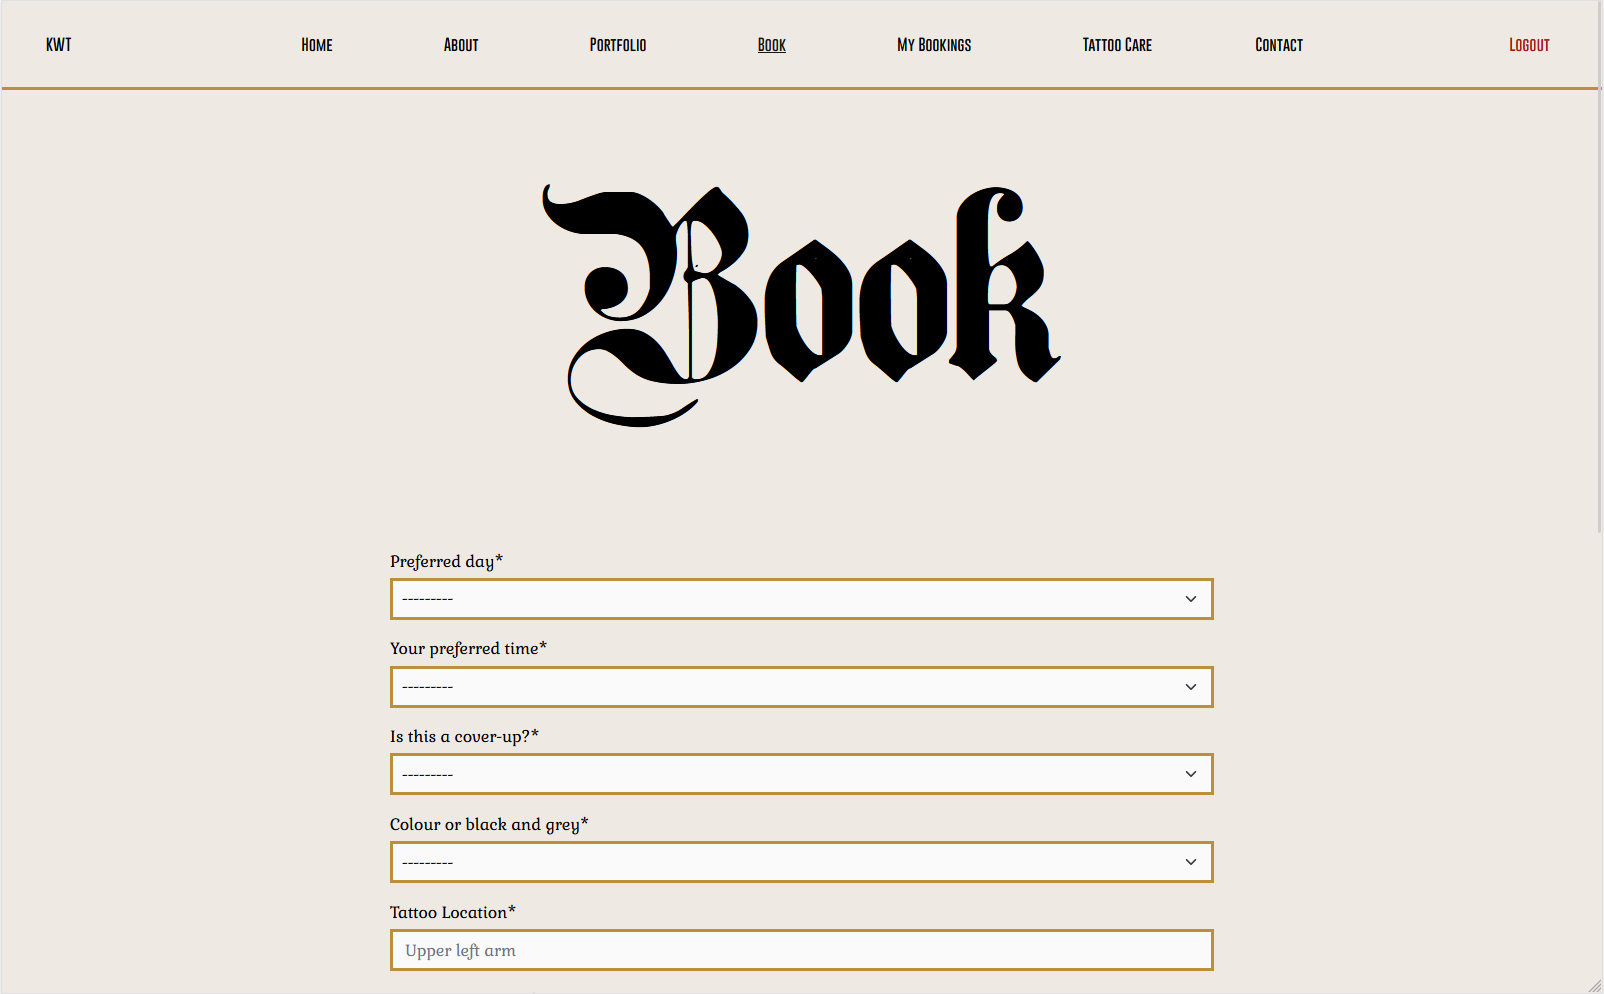 KWT Home About Portfolio Book My Bookings Tattoo Care Contact Logout
Book
Preferred day*
---------
Your preferred time*
---------
Is this a cover-up?*
---------
Colour or black and grey*
---------
Tattoo Location*
Upper left arm